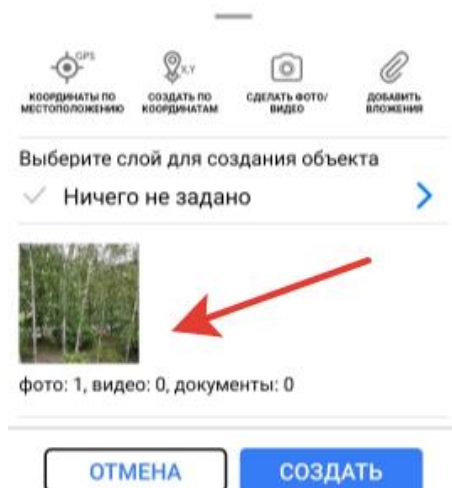 GPS
X,Y
КООРДИНАТЫ ПО МЕСТОПОЛОЖЕНИЮ
СОЗДАТЬ ПО КООРДИНАТАМ
СДЕЛАТЬ ФОТО/ ВИДЕО
ДОБАВИТЬ ВЛОЖЕНИЯ
Выберите слой для создания объекта
Ничего не задано
фото: 1, видео: 0, документы: 0
ОТМЕНА
СОЗДАТЬ